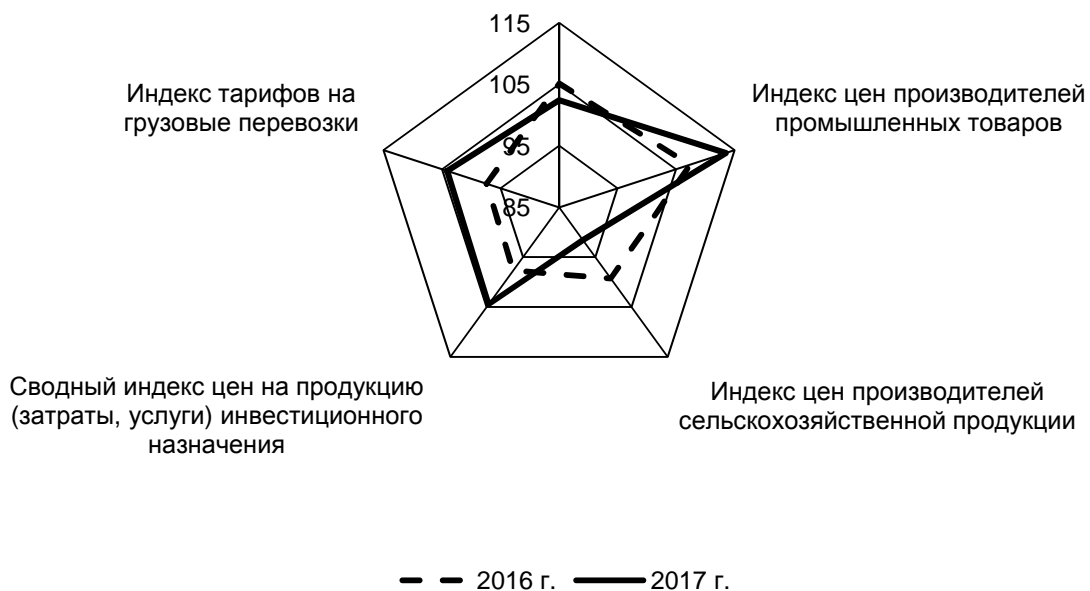 115
105
95
85
Индекс тарифов на
грузовые перевозки
Индекс цен производителей
промышленных товаров
Сводный индекс цен на продукцию
(затраты, услуги) инвестиционного
назначения
Индекс цен производителей
сельскохозяйственной продукции
2016 г.
2017 г.